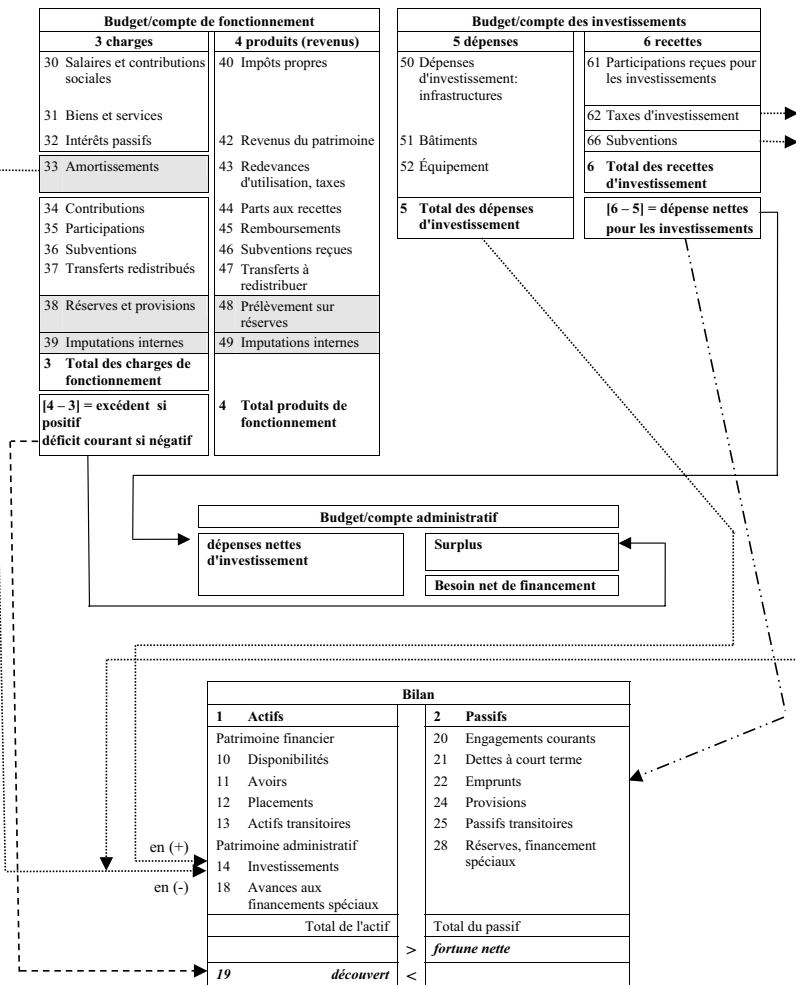 Budget/compte de fonctionnement
3 charges
30 Salaires et contributions
sociales
31 Biens et services
32 Intérêts passifs
33 Amortissements
34 Contributions
35 Participations
36 Subventions
37 Transferts redistribués
38 Réserves et provisions
39 Imputations internes
3 Total des charges de
fonctionnement
[4 – 3] = excédent si
positif
déficit courant si négatif
4 produits (revenus)
40 Impôts propres
42 Revenus du patrimoine
43 Redevances
d'utilisation, taxes
44 Parts aux recettes
45 Remboursements
46 Subventions reçues
47 Transferts à
redistribuer
48 Prélèvement sur
réserves
49 Imputations internes
4 Total produits de
fonctionnement
Budget/compte des investissements
5 dépenses
50 Dépenses
d'investissement:
infrastructures
51 Bâtiments
52 Équipement
5 Total des dépenses
d'investissement
6 recettes
61 Participations reçues pour
les investissements
62 Taxes d'investissement
66 Subventions
6 Total des recettes
d'investissement
[6 – 5] = dépense nettes
pour les investissements
Budget/compte administratif
dépenses nettes
d'investissement
Surplus
Besoin net de financement
Bilan
1 Actifs
Patrimoine financier
10 Disponibilités
11 Avoirs
12 Placements
13 Actifs transitoires
Patrimoine administratif
en (+)
14 Investissements
en (-)
18 Avances aux
financements spéciaux
Total de l'actif
19 découvert
>
<
2 Passifs
20 Engagements courants
21 Dettes à court terme
22 Emprunts
24 Provisions
25 Passifs transitoires
28 Réserves, financement
spéciaux
Total du passif
fortune nette